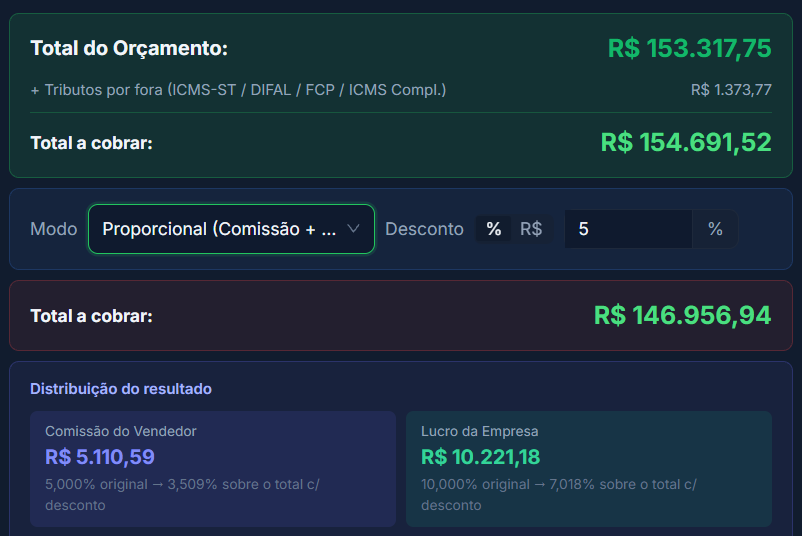 Total do Orçamento:
R$ 153.317,75
+ Tributos por fora (ICMS-ST / DIFAL / FCP / ICMS Compl.)
R$ 1.373,77
Total a cobrar:
R$ 154.691,52
Modo
Proporcional (Comissão + ...
Desconto
%
R$
5
%
Total a cobrar:
R$ 146.956,94
Distribuição do resultado
Comissão do Vendedor
R$ 5.110,59
5,000% original → 3,509% sobre o total c/
desconto
Lucro da Empresa
R$ 10.221,18
10,000% original → 7,018% sobre o total c/
desconto